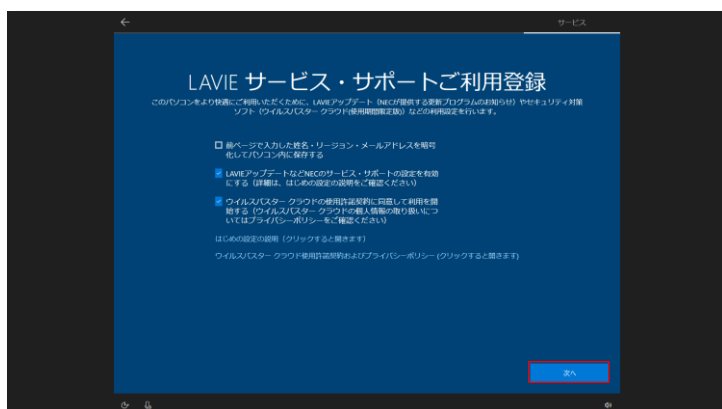 サービス
LAVIE サービス・サポートご利用登録
このパソコンをより快適にご利用いただくために、LAVIEアップデート（NECが提供する更新プログラムのお知らせ）やセキュリティ対策
ソフト（ウイルスバスター クラウド(使用期間限定版)）などの利用設定を行います。
前ページで入力した姓名・リージョン・メールアドレスを暗号
化してパソコン内に保存する
LAVIEアップデートなどNECのサービス・サポートの設定を有効
にする（詳細は、はじめの設定の説明をご確認ください）
ウイルスバスター クラウドの使用許諾契約に同意して利用を開
始する（ウイルスバスター クラウドの個人情報の取り扱いにつ
いてはプライバシーポリシーをご確認ください）
はじめの設定の説明（クリックすると開きます）
ウイルスバスター クラウド使用許諾契約およびプライバシーポリシー (クリックすると開きます)
次へ